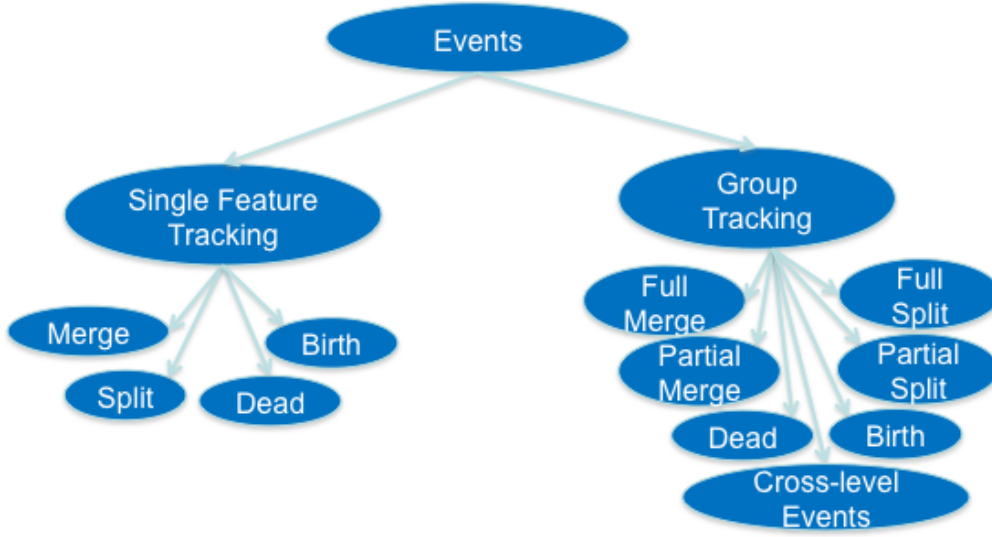 Events
Single Feature
Tracking
Group
Tracking
Merge
Split
Dead
Birth
Full
Merge
Partial
Merge
Dead
Cross-level
Events
Birth
Partial
Split
Full
Split